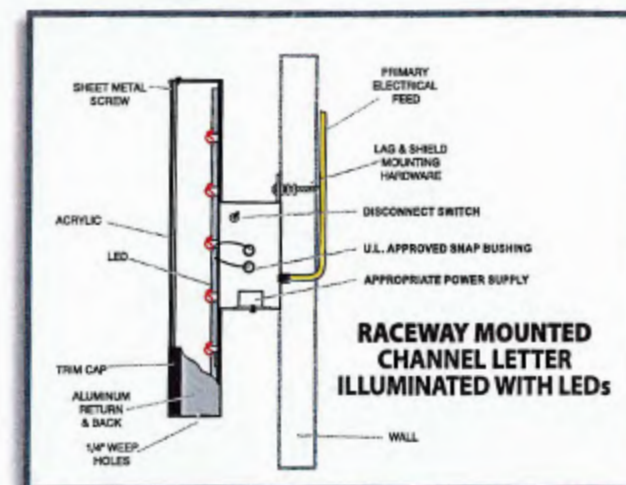 SHEET METAL
SCREW
ACRYLIC
LED
TRIM CAP
ALUMINUM
RETURN
& BACK
1/4" WEEP
HOLES
PRIMARY
ELECTRICAL
FEED
LAG & SHIELD
MOUNTING
HARDWARE
DISCONNECT SWITCH
U.L. APPROVED SNAP BUSHING
APPROPRIATE POWER SUPPLY
RACEWAY MOUNTED
CHANNEL LETTER
ILLUMINATED WITH LEDs
WALL